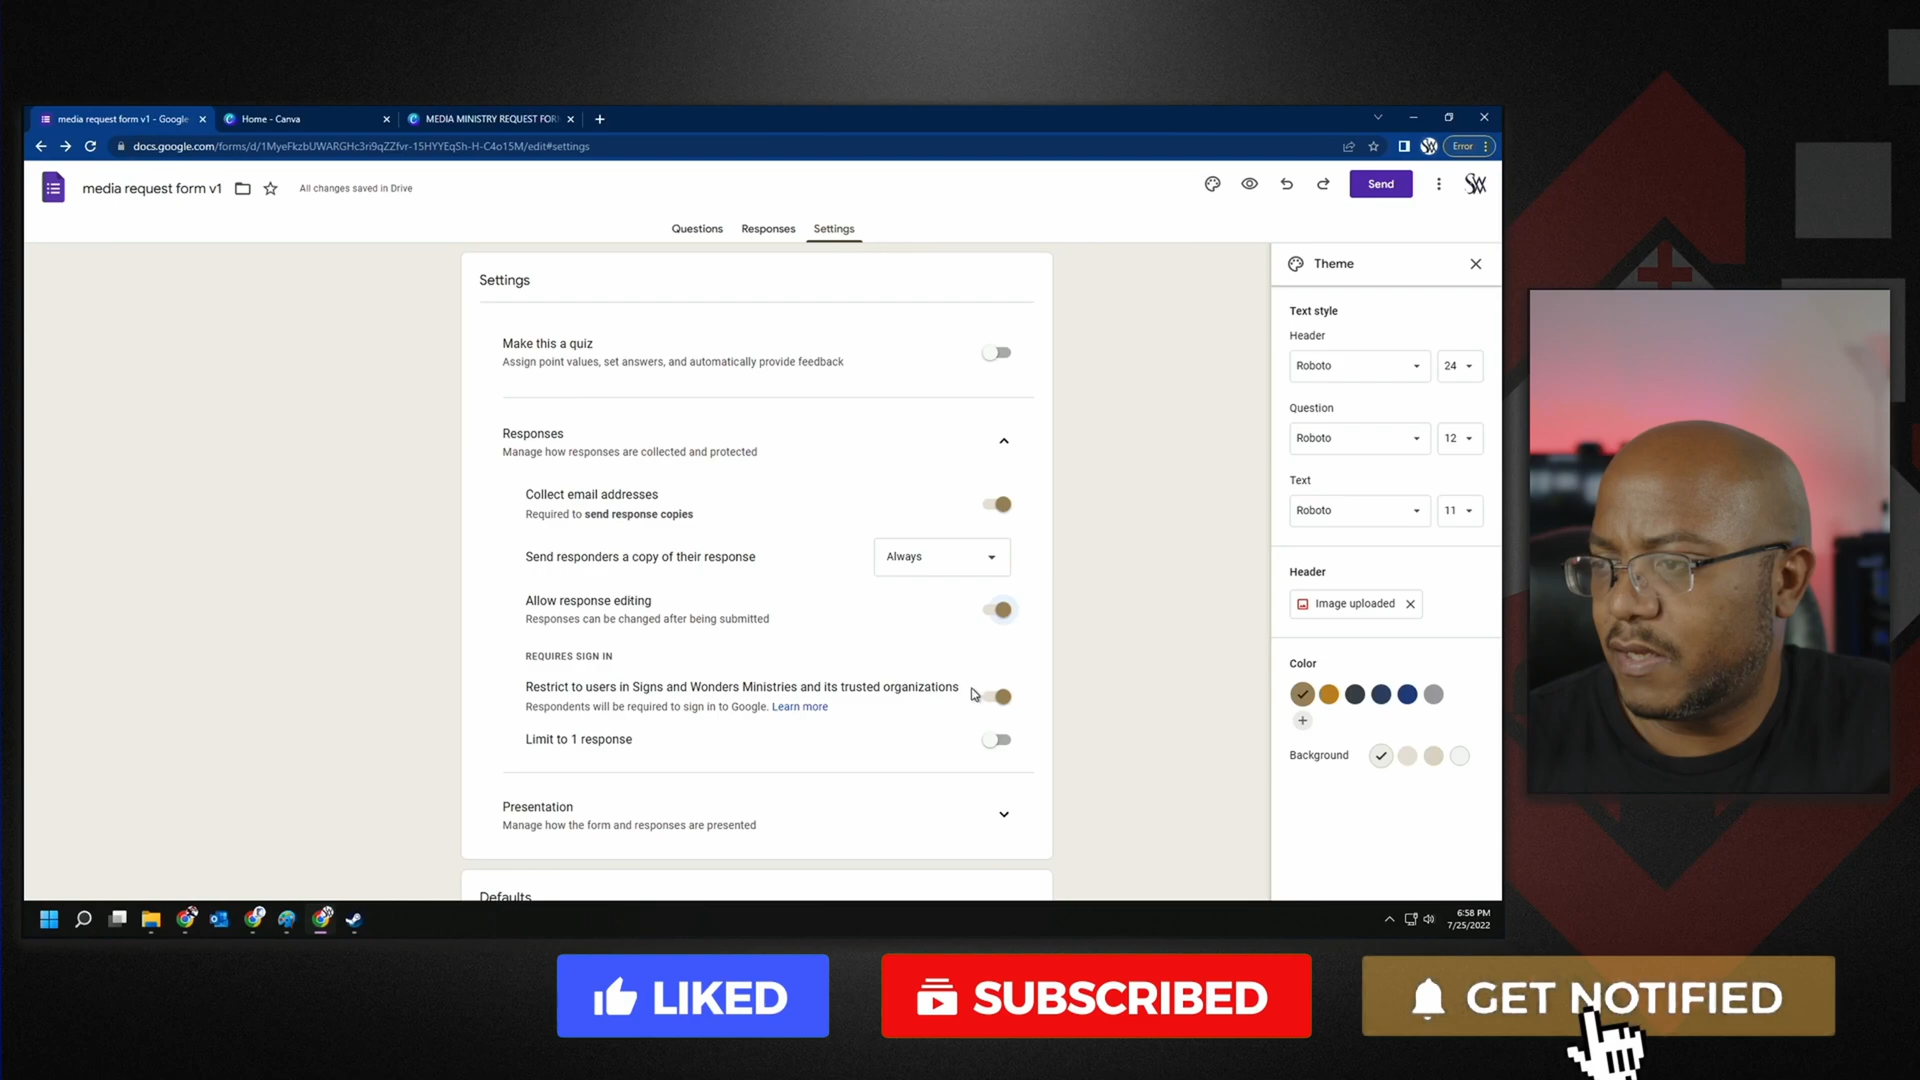 media request form v1 - Google
Home - Canva
MEDIA MINISTRY REQUEST FOR
docs.google.com/forms/d/1MyeFkzbUWARGHc3ri9qZZfvr-15HYYEqSh-H-C4o15M/edit#settings
Error
media request form v1
All changes saved in Drive
Send
SW
Questions
Responses
Settings
Settings
Make this a quiz
Assign point values, set answers, and automatically provide feedback
Responses
Manage how responses are collected and protected
Collect email addresses
Required to send response copies
Send responders a copy of their response
Always
Allow response editing
Responses can be changed after being submitted
REQUIRES SIGN IN
Restrict to users in Signs and Wonders Ministries and its trusted organizations
Respondents will be required to sign in to Google. Learn more
Limit to 1 response
Presentation
Manage how the form and responses are presented
Defaults
Theme
Text style
Header
Roboto
24
Question
Roboto
12
Text
Roboto
11
Header
Image uploaded
Color
Background
6:58 PM
7/25/2022
LIKED
SUBSCRIBED
GET NOTIFIED